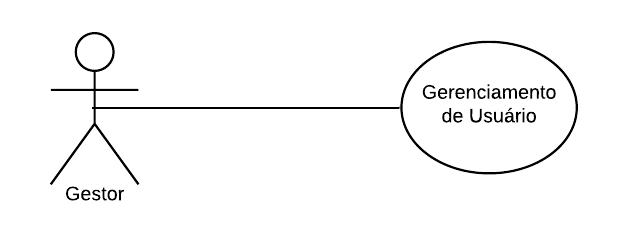 Gerenciamento
de Usuário
Gestor